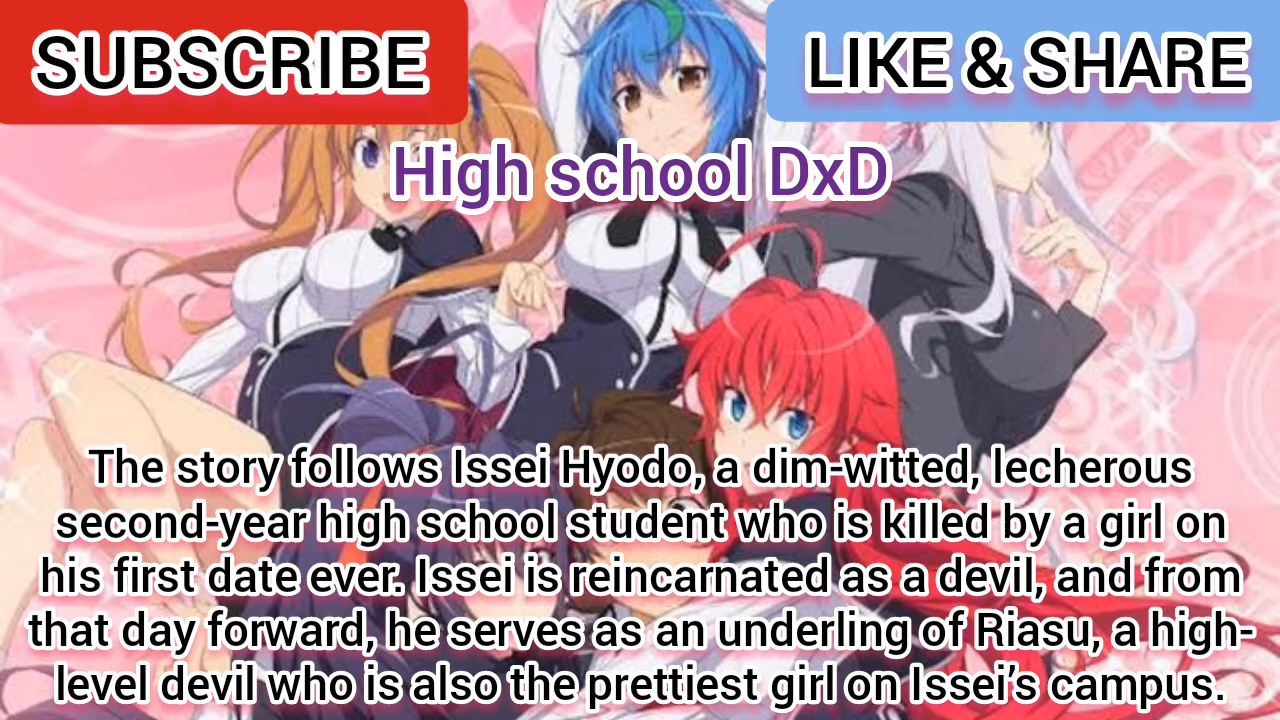 SUBSCRIBE
LIKE & SHARE
High school DxD
The story follows Issei Hyodo, a dim-witted, lecherous
second-year high school student who is killed by a girl on
his first date ever. Issei is reincarnated as a devil, and from
that day forward, he serves as an underling of Riasu, a high-
level devil who is also the prettiest girl on Issei’s campus.